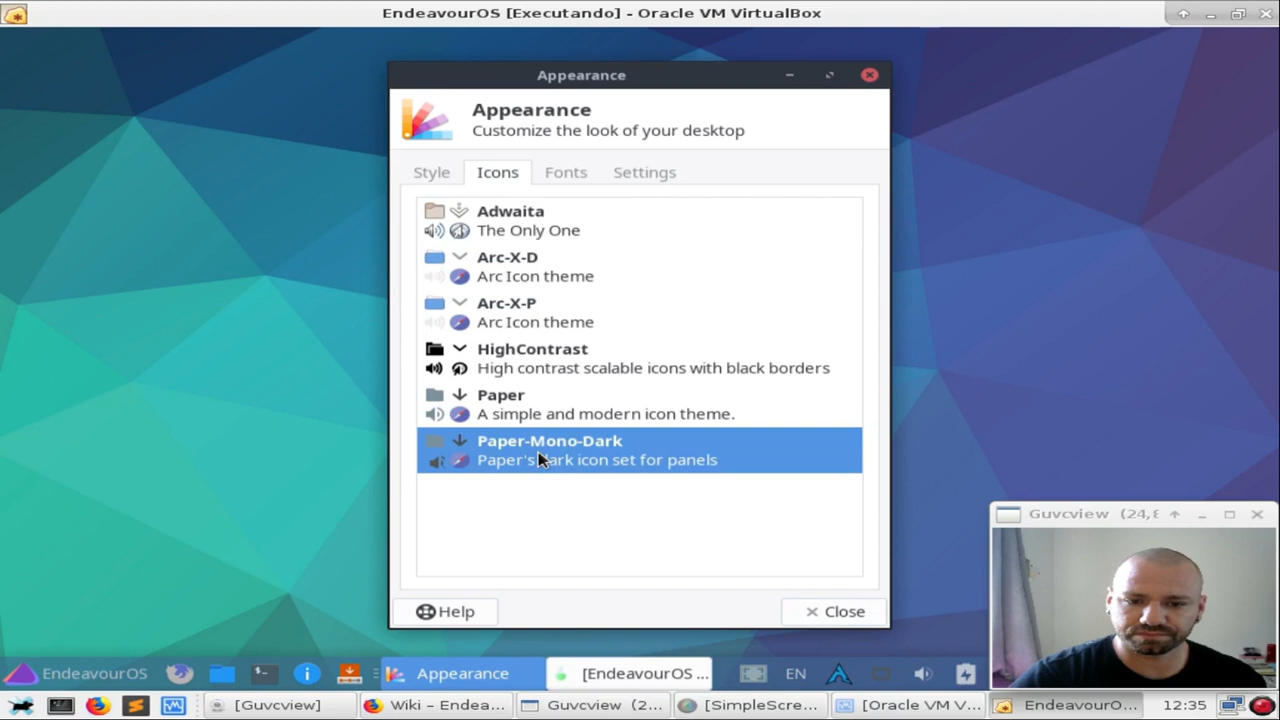 EndeavourOS [Executando] - Oracle VM VirtualBox
Appearance
Appearance
Customize the look of your desktop
Style Icons Fonts Settings
Adwaita
The Only One
Arc-X-D
Arc Icon theme
Arc-X-P
Arc Icon theme
HighContrast
High contrast scalable icons with black borders
Paper
A simple and modern icon theme.
Paper-Mono-Dark
Paper's dark icon set for panels
Help
Close
Guvcview (24,8
EndeavourOS
Appearance
[EndeavourOS ...
EN
[Guvcview]
Wiki – Endea...
Guvcview (2...
[SimpleScre...
[Oracle VM V...
EndeavourO...
12:35